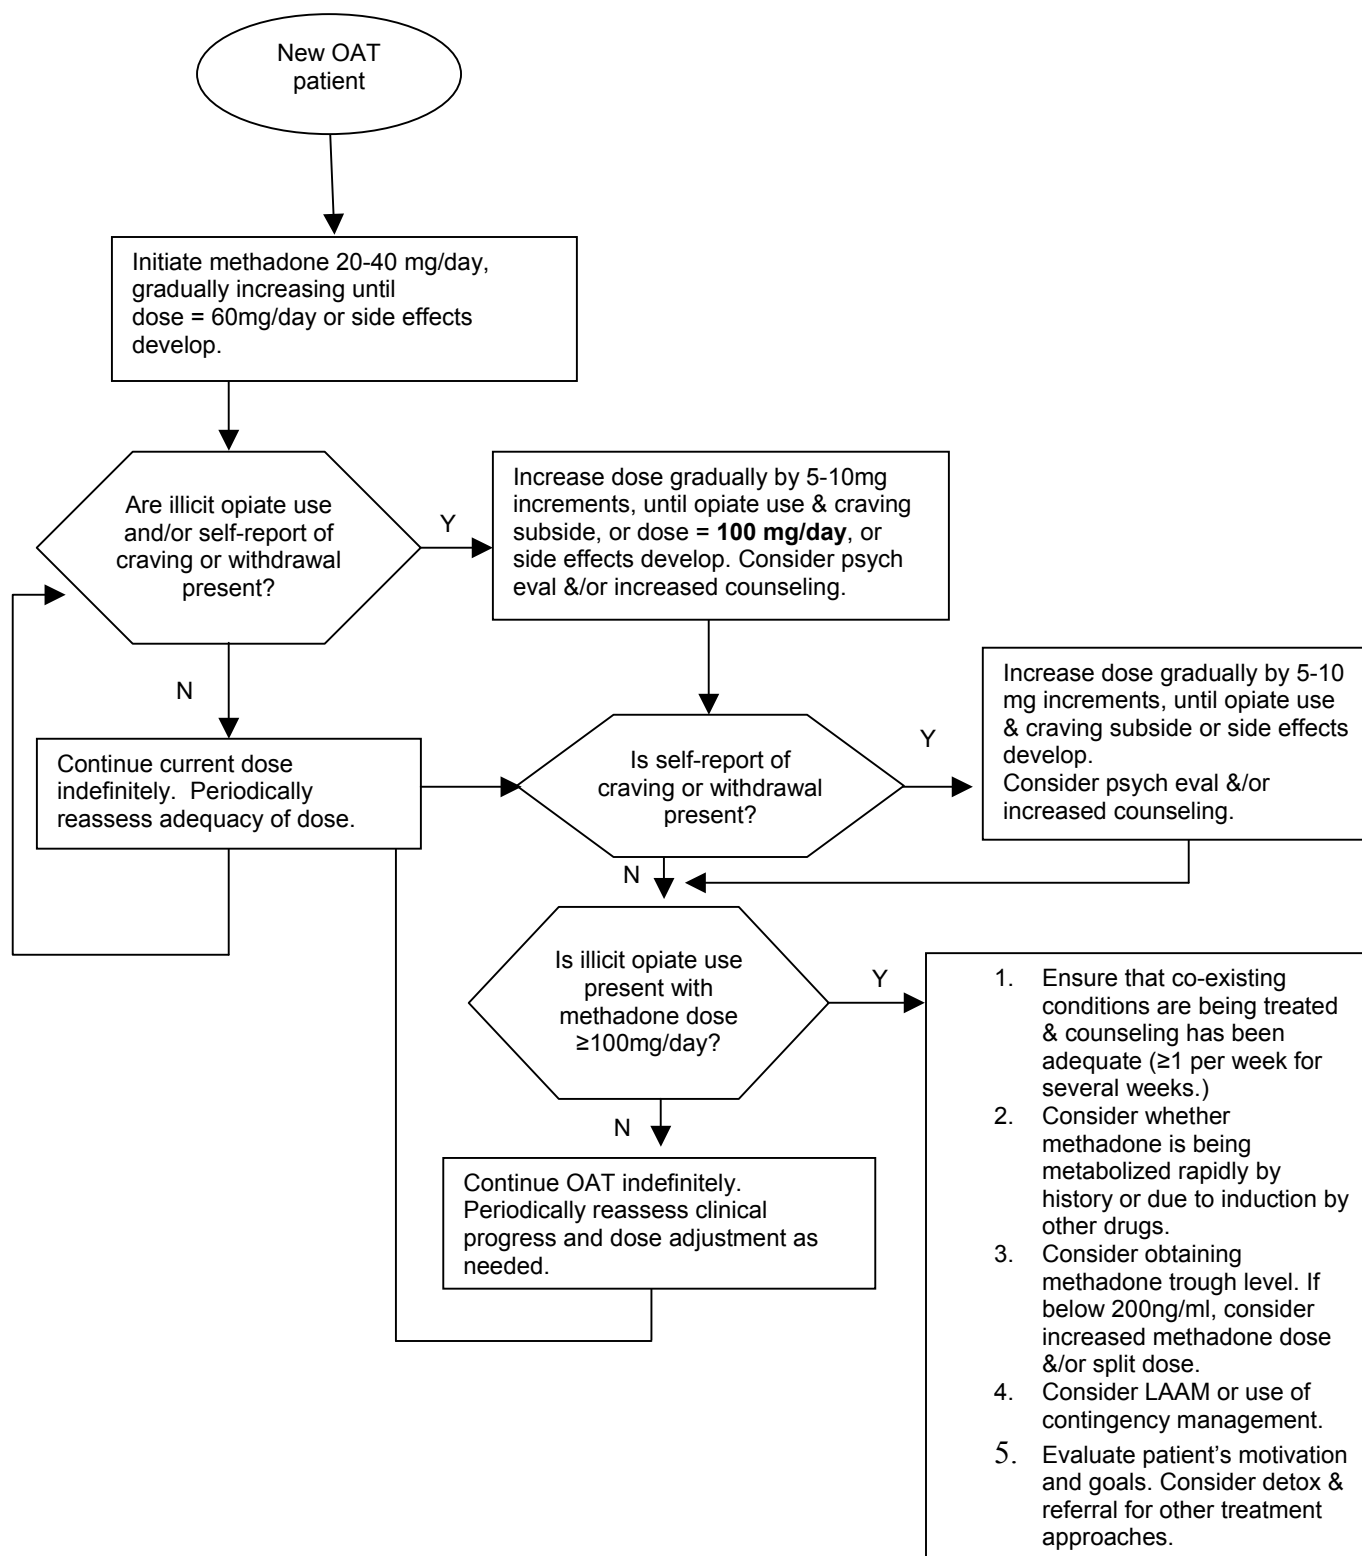 New OAT
patient
Initiate methadone 20-40 mg/day,
gradually increasing until
dose = 60mg/day or side effects
develop.
Are illicit opiate use
and/or self-report of
craving or withdrawal
present?
Y
Increase dose gradually by 5-10mg
increments, until opiate use & craving
subside, or dose = 100 mg/day, or
side effects develop. Consider psych
eval &/or increased counseling.
N
Continue current dose
indefinitely.  Periodically
reassess adequacy of dose.
Is self-report of
craving or withdrawal
present?
Y
Increase dose gradually by 5-10
mg increments, until opiate use
& craving subside or side effects
develop.
Consider psych eval &/or
increased counseling.
N
Is illicit opiate use
present with
methadone dose
≥100mg/day?
Y
1. Ensure that co-existing
conditions are being treated
& counseling has been
adequate (≥1 per week for
several weeks.)
2. Consider whether
methadone is being
metabolized rapidly by
history or due to induction by
other drugs.
3. Consider obtaining
methadone trough level. If
below 200ng/ml, consider
increased methadone dose
&/or split dose.
4. Consider LAAM or use of
contingency management.
5. Evaluate patient’s motivation
and goals. Consider detox &
referral for other treatment
approaches.
N
Continue OAT indefinitely.
Periodically reassess clinical
progress and dose adjustment as
needed.